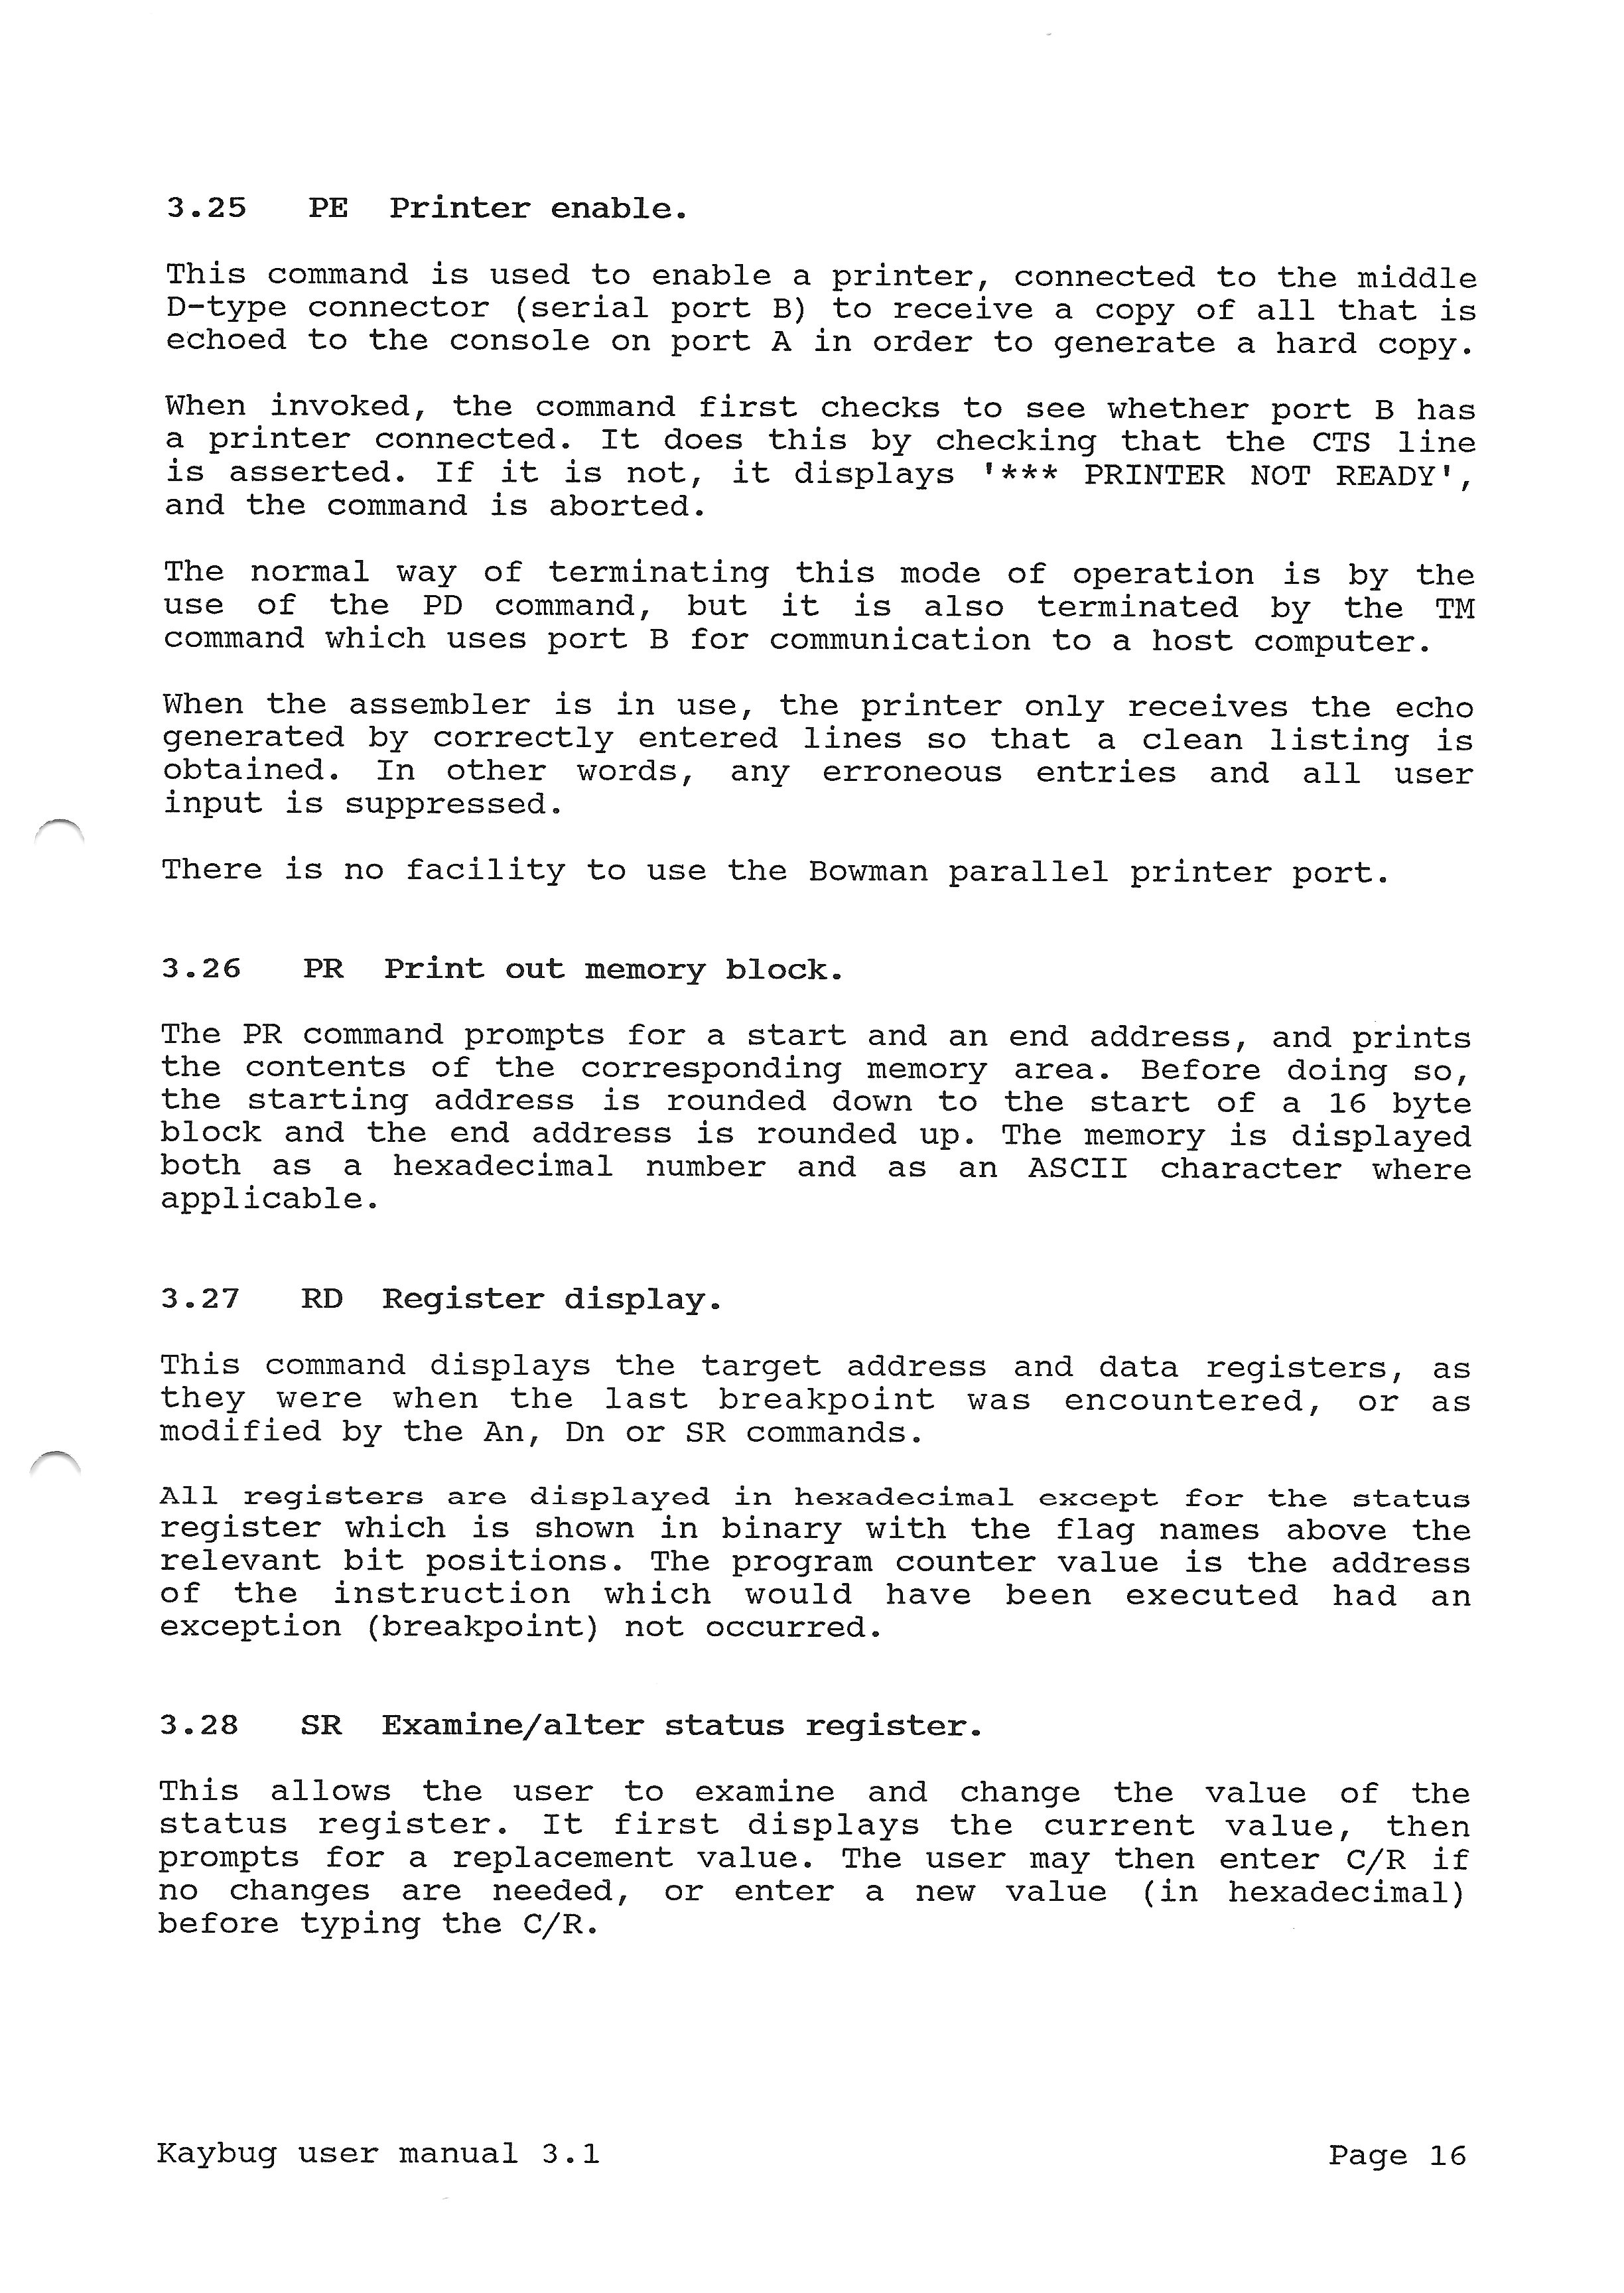 3.25 PE Printer enable.
This command is used to enable a printer, connected to the middle
D-type connector (serial port B) to receive a copy of all that is
echoed to the console on port A in order to generate a hard copy.
When invoked, the command first checks to see whether port B has
a printer connected. It does this by checking that the CTS line
is asserted. If it is not, it displays '*** PRINTER NOT READY',
and the command is aborted.
The normal way of terminating this mode of operation is by the
use of the PD command, but it is also terminated by the TM
command which uses port B for communication to a host computer.
When the assembler is in use, the printer only receives the echo
generated by correctly entered lines so that a clean listing is
obtained. In other words, any erroneous entries and all user
input is suppressed.
There is no facility to use the Bowman parallel printer port.
3.26 PR Print out memory block.
The PR command prompts for a start and an end address, and prints
the contents of the corresponding memory area. Before doing so,
the starting address is rounded down to the start of a 16 byte
block and the end address is rounded up. The memory is displayed
both as a hexadecimal number and as an ASCII character where
applicable.
3.27 RD Register display.
This command displays the target address and data registers, as
they were when the last breakpoint was encountered, or as
modified by the An, Dn or SR commands.
All registers are displayed in hexadecimal except for the status
register which is shown in binary with the flag names above the
relevant bit positions. The program counter value is the address
of the instruction which would have been executed had an
exception (breakpoint) not occurred.
3.28 SR Examine/alter status register.
This allows the user to examine and change the value of the
status register. It first displays the current value, then
prompts for a replacement value. The user may then enter C/R if
no changes are needed, or enter a new value (in hexadecimal)
before typing the C/R.
Kaybug user manual 3.1 Page 16